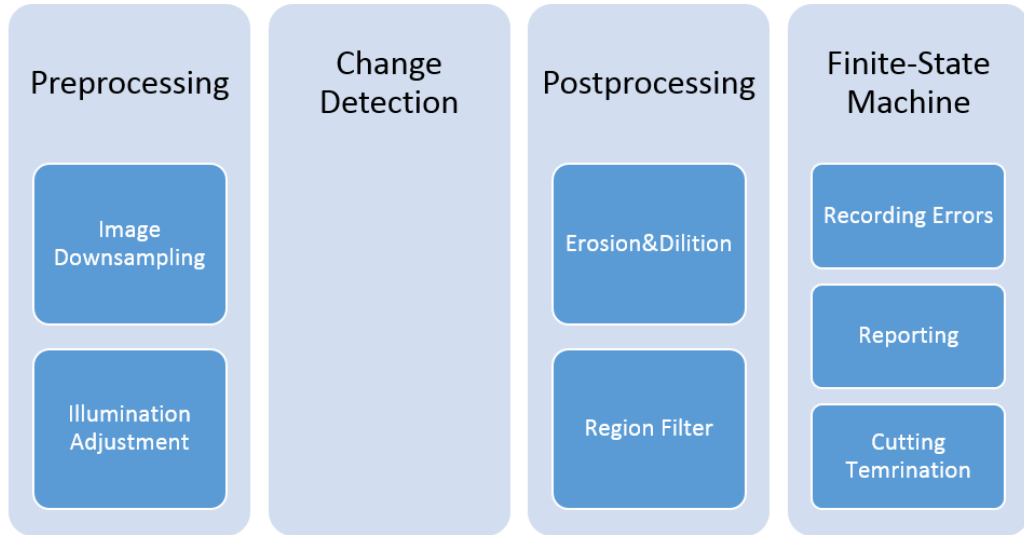 Preprocessing
Image
Downsampling
Illumination
Adjustment
Change
Detection
Postprocessing
Erosion&Dilition
Region Filter
Finite-State
Machine
Recording Errors
Reporting
Cutting
Temrination